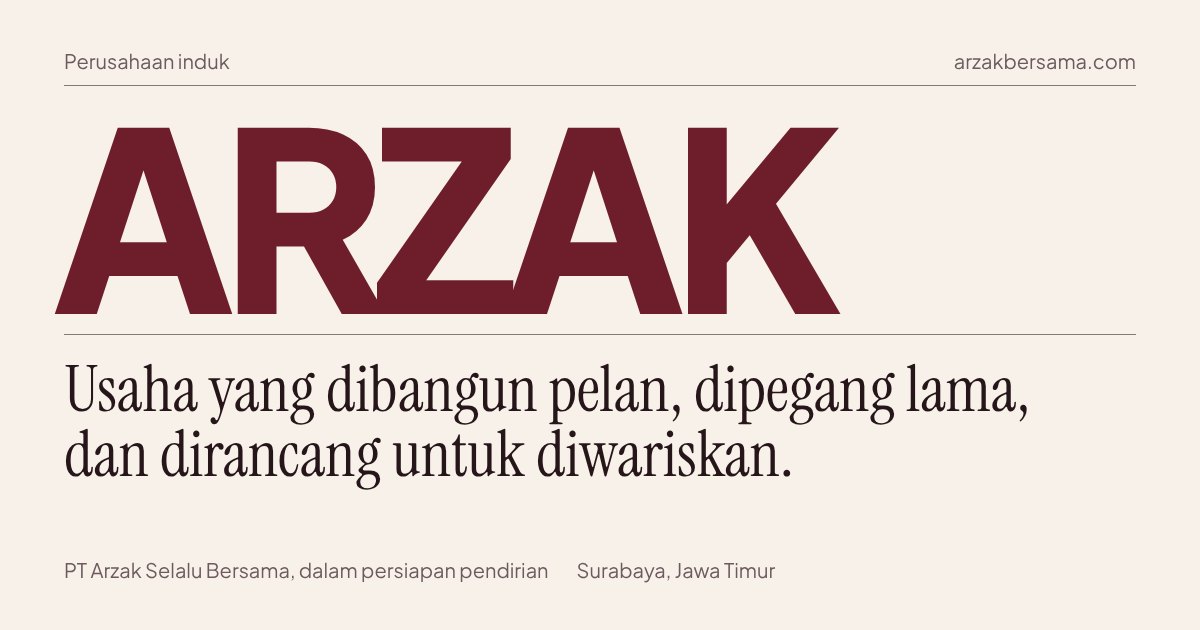 Perusahaan induk
arzakbersama.com
ARZAK
Usaha yang dibangun pelan, dipegang lama,
dan dirancang untuk diwariskan.
PT Arzak Selalu Bersama, dalam persiapan pendirian
Surabaya, Jawa Timur